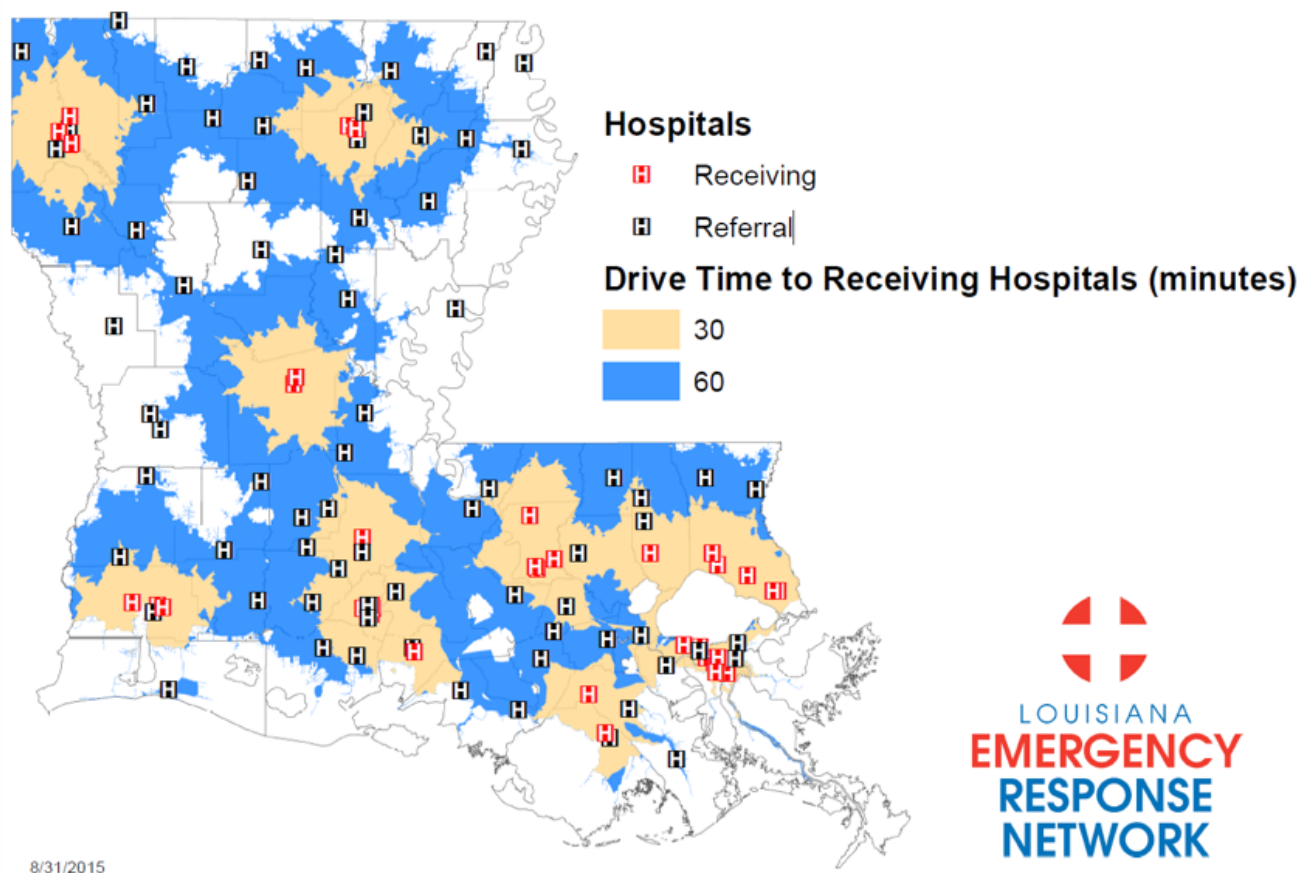 Hospitals
Receiving
Referral
Drive Time to Receiving Hospitals (minutes)
30
60
LOUISIANA
EMERGENCY
RESPONSE
NETWORK
8/31/2015